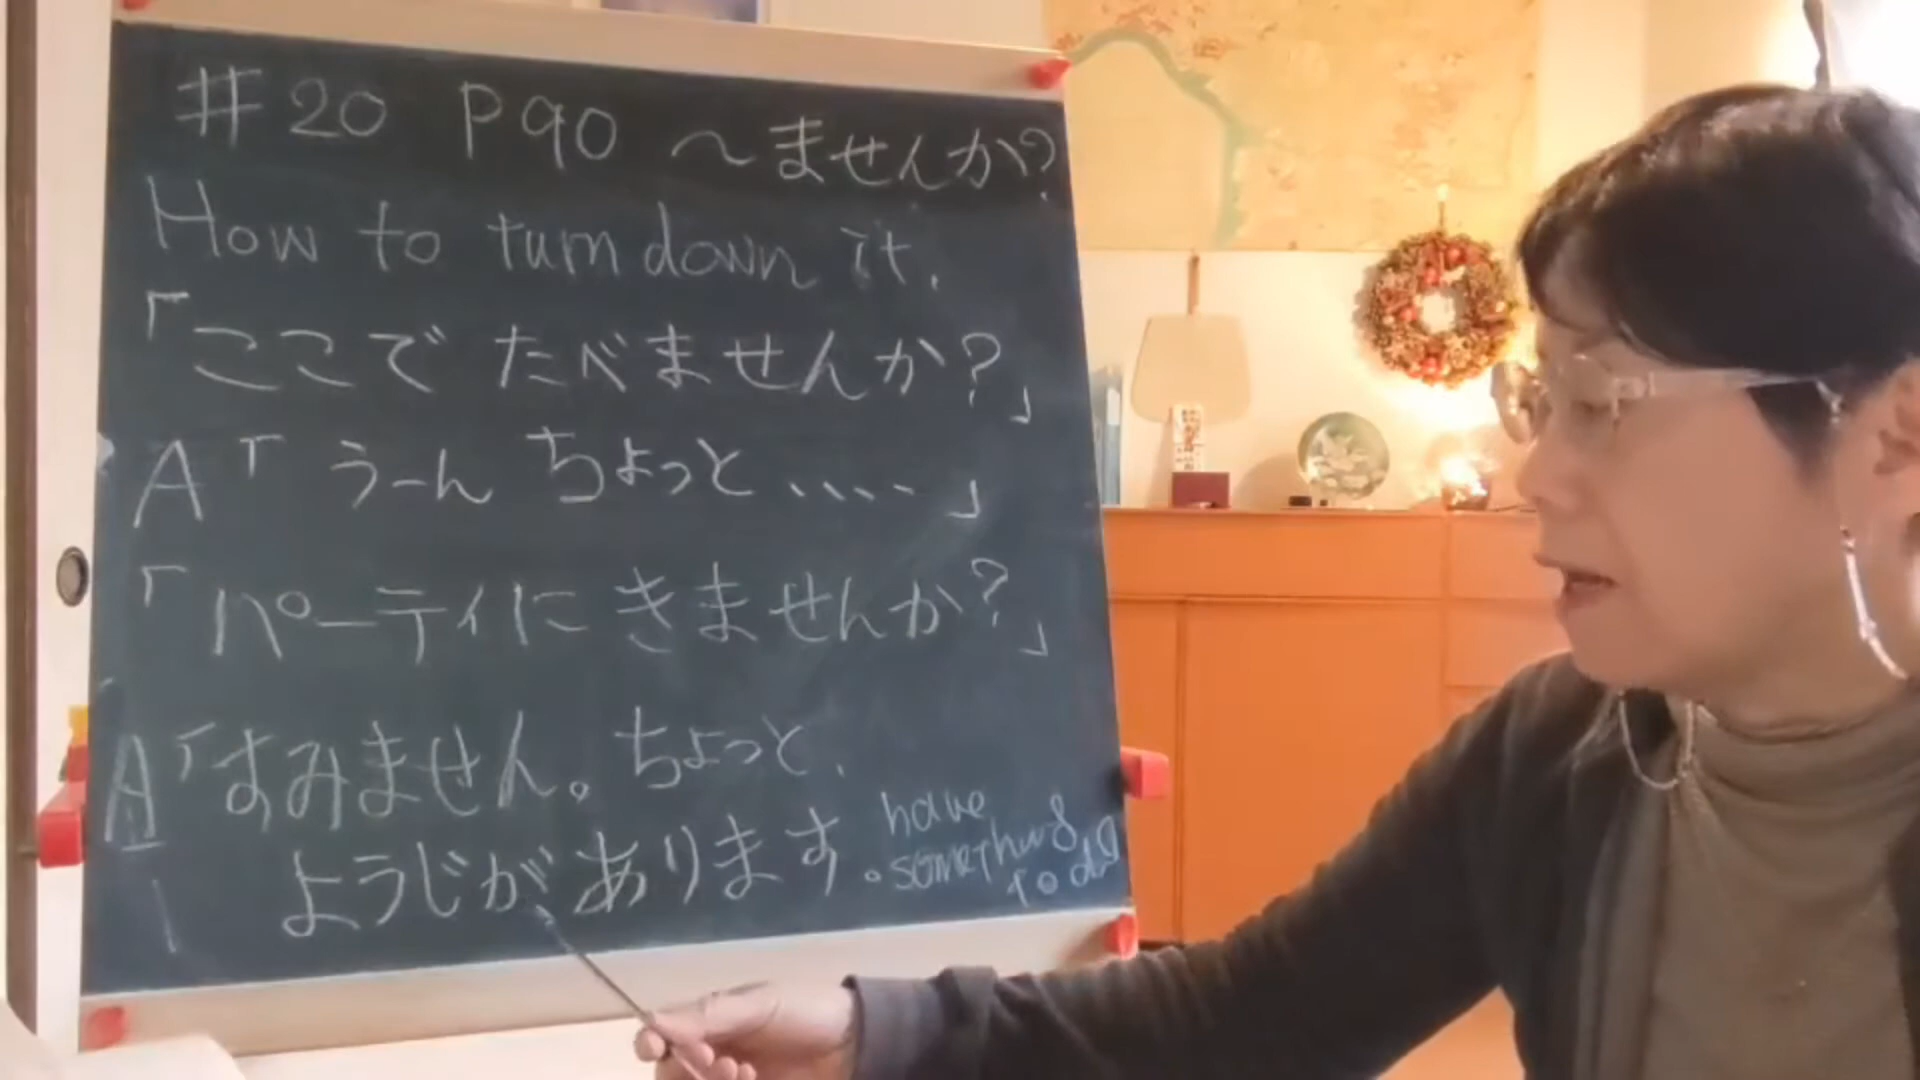 #20 P90 〜ませんか?
How to turn down it.
「ここで たべませんか?」
A「うーん ちょっと、、、、」
「パーティに きませんか?」
A「すみません。ちょっと、
ようじが あります。
have
something
to do